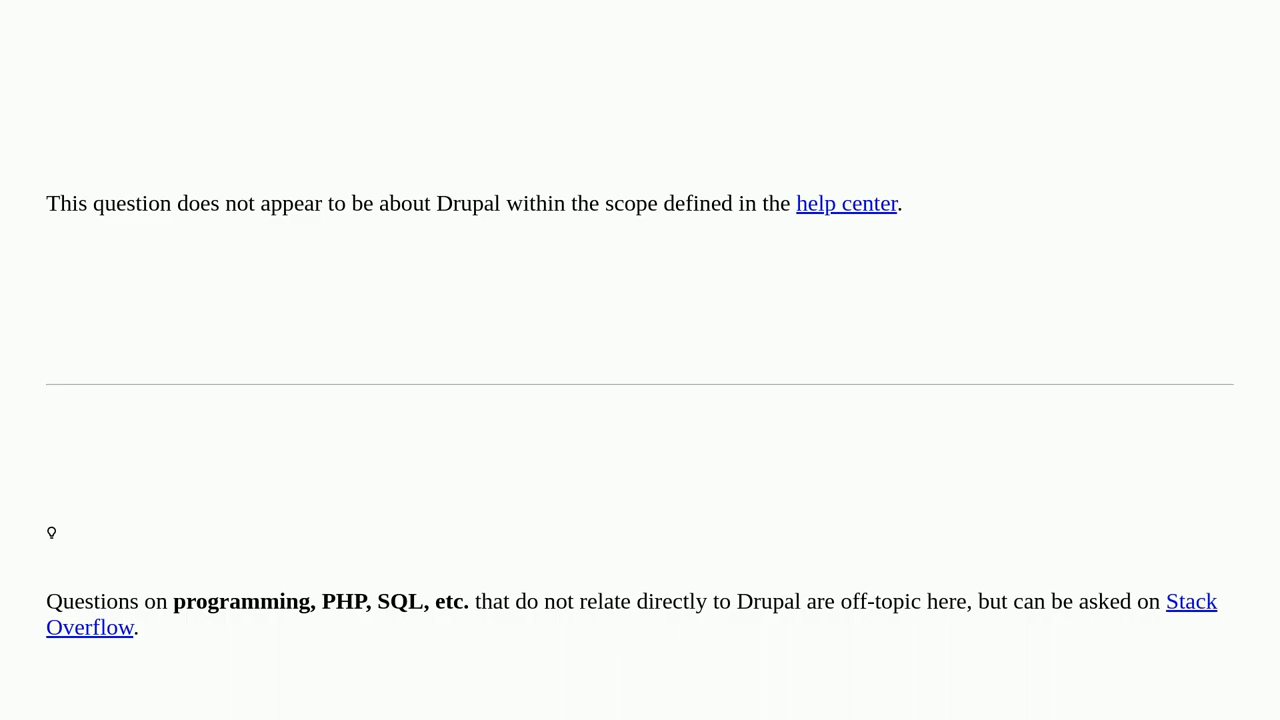 This question does not appear to be about Drupal within the scope defined in the help center.
Questions on programming, PHP, SQL, etc. that do not relate directly to Drupal are off-topic here, but can be asked on Stack
Overflow.